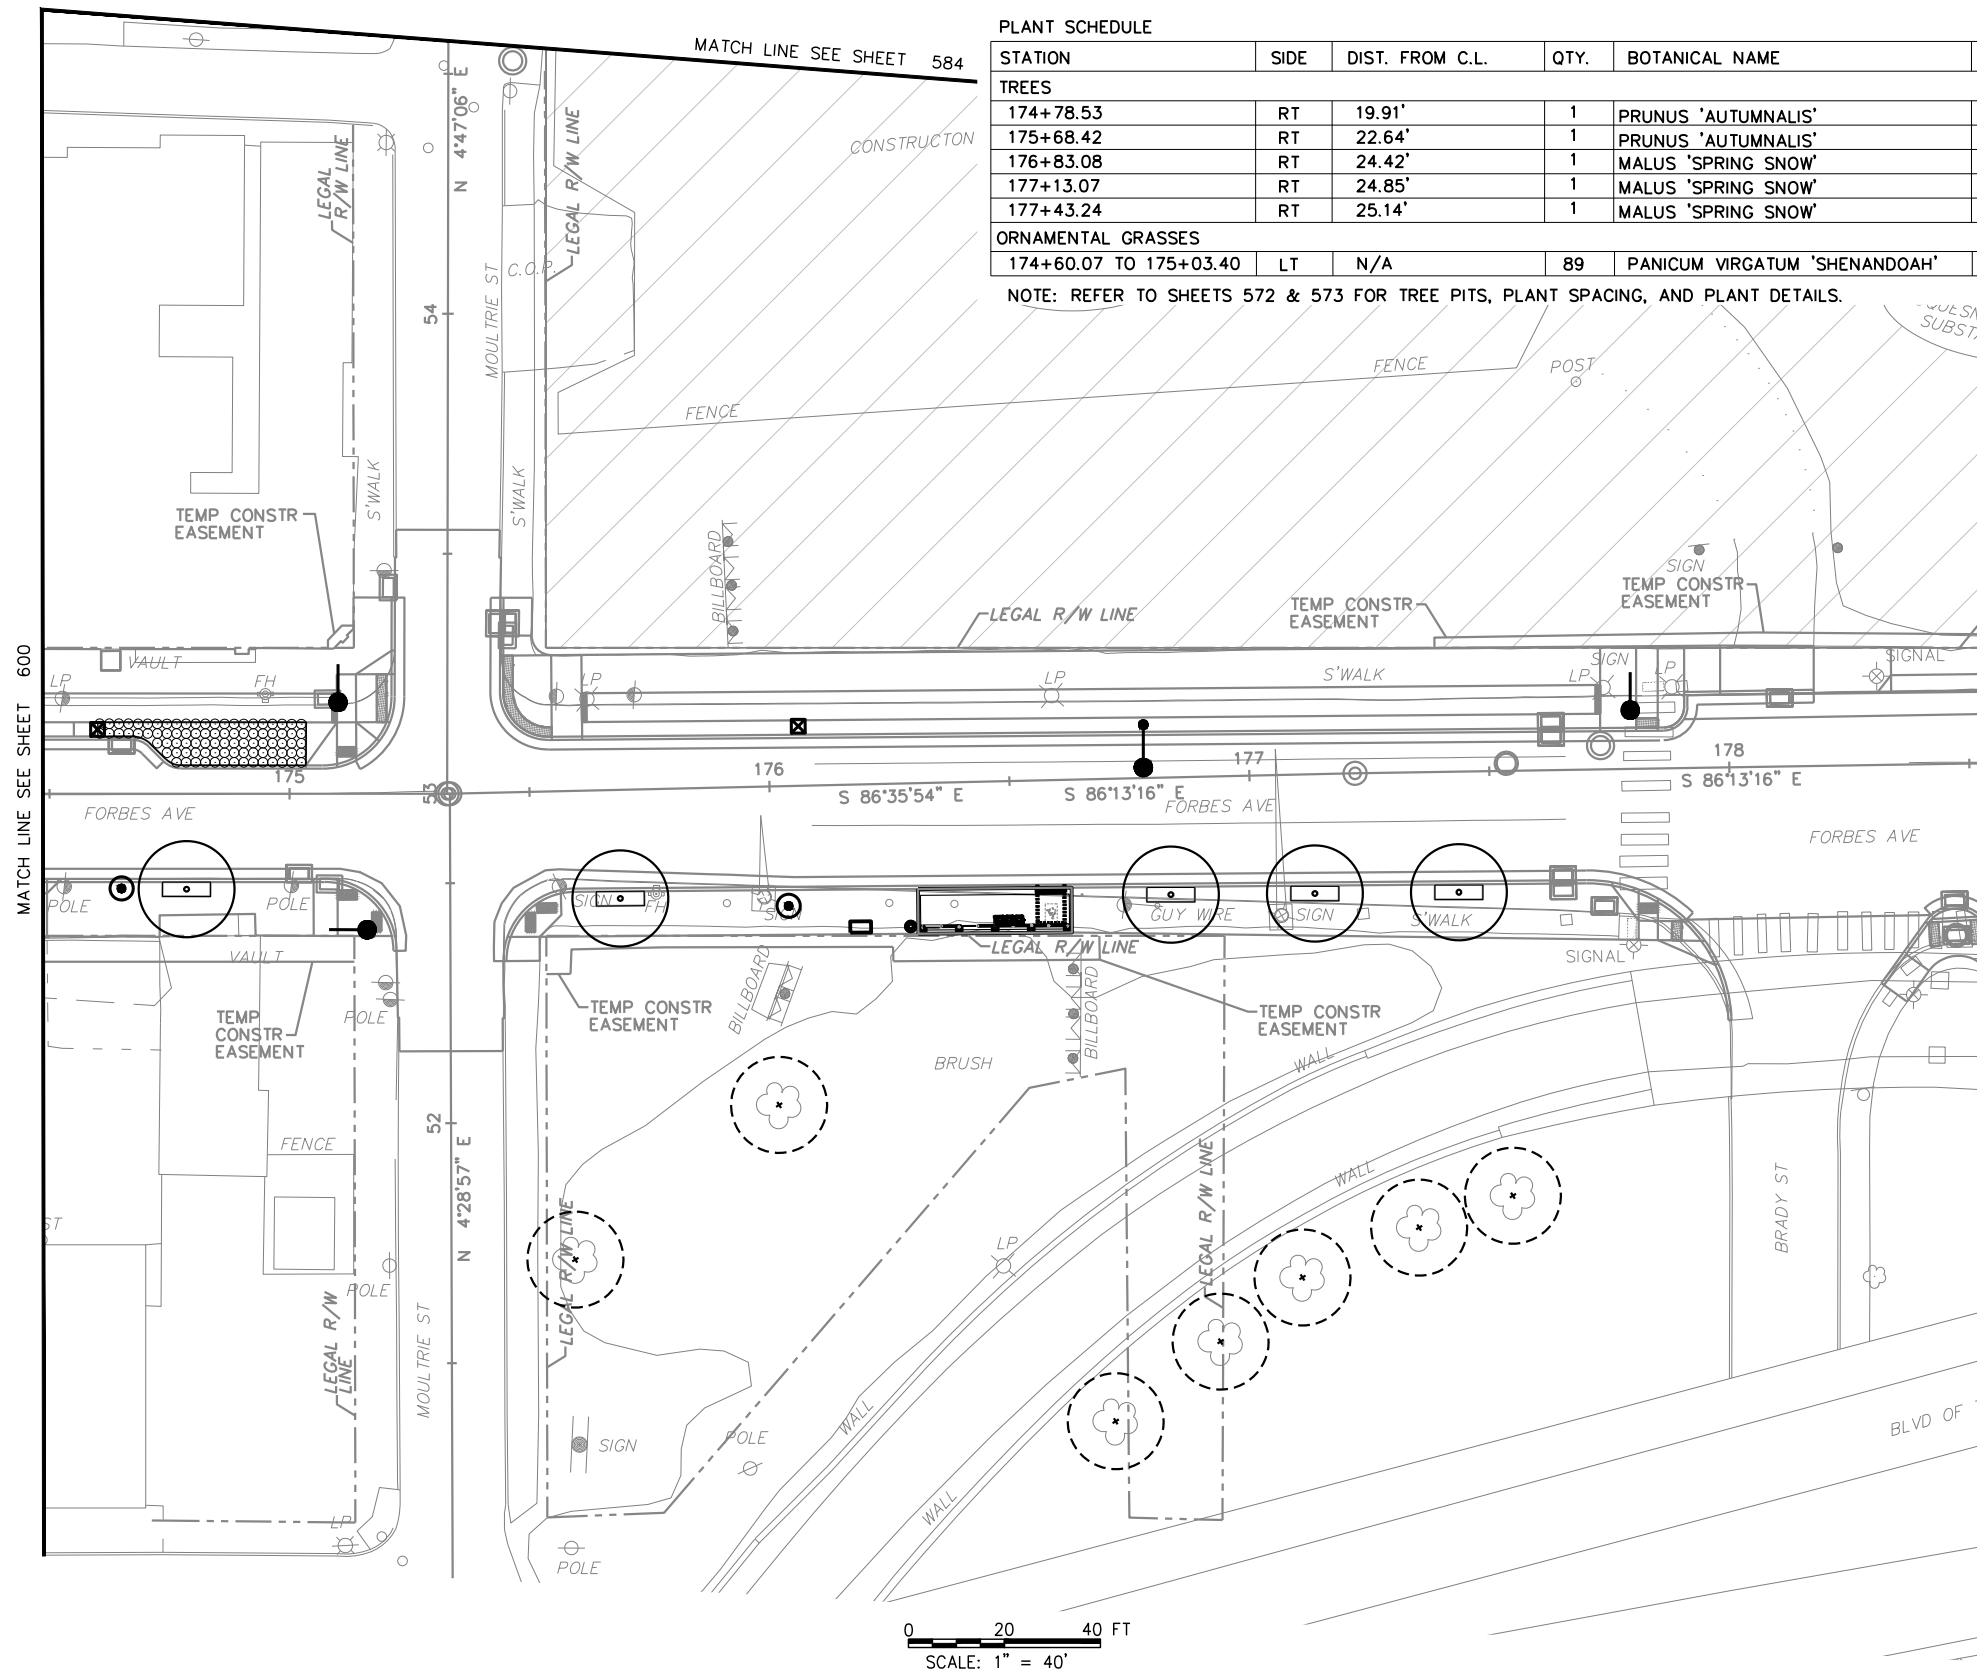 MATCH LINE SEE SHEET 584
PLANT SCHEDULE
STATION SIDE DIST. FROM C.L. QTY. BOTANICAL NAME
TREES
174+78.53 RT 19.91' 1 PRUNUS 'AUTUMNALIS'
175+68.42 RT 22.64' 1 PRUNUS 'AUTUMNALIS'
176+83.08 RT 24.42' 1 MALUS 'SPRING SNOW'
177+13.07 RT 24.85' 1 MALUS 'SPRING SNOW'
177+43.24 RT 25.14' 1 MALUS 'SPRING SNOW'
ORNAMENTAL GRASSES
174+60.07 TO 175+03.40 LT N/A 89 PANICUM VIRGATUM 'SHENANDOAH'
NOTE: REFER TO SHEETS 572 & 573 FOR TREE PITS, PLANT SPACING, AND PLANT DETAILS.
N 4°47'06" E
LEGAL
R/W LINE
LEGAL R/W LINE
CONSTRUCTON
C.O.P.
MOULTRIE ST
54
FENCE
FENCE
POST
S'WALK
S'WALK
TEMP CONSTR
EASEMENT
BILLBOARD
SIGN
TEMP CONSTR
EASEMENT
TEMP CONSTR
EASEMENT
LEGAL R/W LINE
MATCH LINE SEE SHEET 600
VAULT
LP
FH
LP
LP
S'WALK
SIGN
LP
LP
SIGNAL
175
53
176
177
178
S 86°35'54" E
S 86°13'16" E
S 86°13'16" E
FORBES AVE
FORBES AVE
FORBES AVE
POLE
POLE
SIGN
FH
SIGN
GUY WIRE
SIGN
S'WALK
LEGAL R/W LINE
SIGNAL
VAULT
BILLBOARD
BILLBOARD
TEMP
CONSTR
EASEMENT
POLE
TEMP CONSTR
EASEMENT
TEMP CONSTR
EASEMENT
BRUSH
WALL
52
FENCE
N 4°28'57" E
WALL
LEGAL R/W LINE
LEGAL R/W LINE
BRADY ST
ST
LP
POLE
LEGAL R/W
LINE
MOULTRIE ST
WALL
SIGN
POLE
BLVD OF
WALL
LP
POLE
0 20 40 FT
SCALE: 1" = 40'